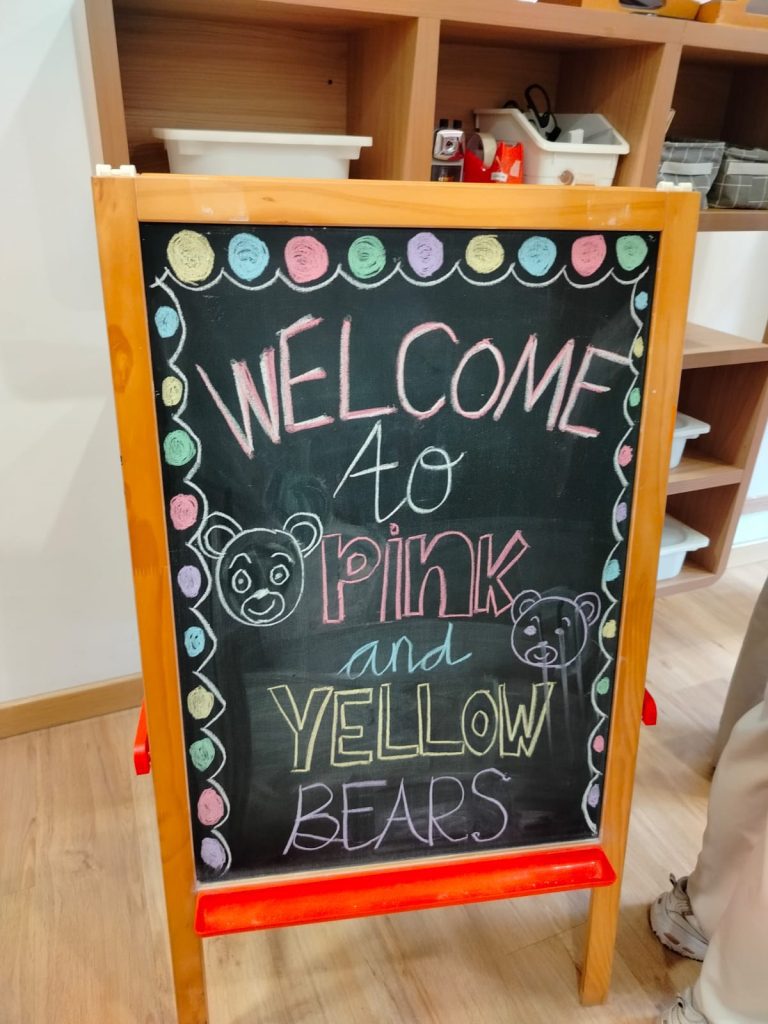 WELCOME
to
Pink
and
YELLOW
BEARS